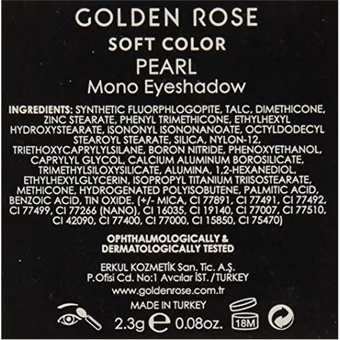 GOLDEN ROSE
SOFT COLOR
PEARL
Mono Eyeshadow
INGREDIENTS: SYNTHETIC FLUORPHLOGOPITE, TALC, DIMETHICONE,
ZINC STEARATE, PHENYL TRIMETHICONE, ETHYLHEXYL
HYDROXYSTEARATE, ISONONYL ISONONANOATE, OCTYLDODECYL
STEAROYL STEARATE, SILICA, NYLON-12,
TRIETHOXYCAPRYLYLSILANE, BORON NITRIDE, PHENOXYETHANOL,
CAPRYLYL GLYCOL, CALCIUM ALUMINUM BOROSILICATE,
TRIMETHYLSILOXYSILICATE, ALUMINA, 1,2-HEXANEDIOL,
ETHYLHEXYLGLYCERIN, ISOPROPYL TITANIUM TRIISOSTEARATE,
METHICONE, HYDROGENATED POLYISOBUTENE, PALMITIC ACID,
BENZOIC ACID, TIN OXIDE. (+/- MICA, CI 77891, CI 77491, CI 77492,
CI 77499, CI 77266 (NANO), CI 16035, CI 19140, CI 77007, CI 77510,
CI 42090, CI 77400, CI 77000, CI 15850, CI 75470)
OPHTHALMOLOGICALLY &
DERMATOLOGICALLY TESTED
ERKUL KOZMETİK San. Tic. A.Ş.
P.Ofisi Cd. No:1 Avcılar İST./TURKEY
www.goldenrose.com.tr
MADE IN TURKEY
2.3g e 0.08oz. 18M